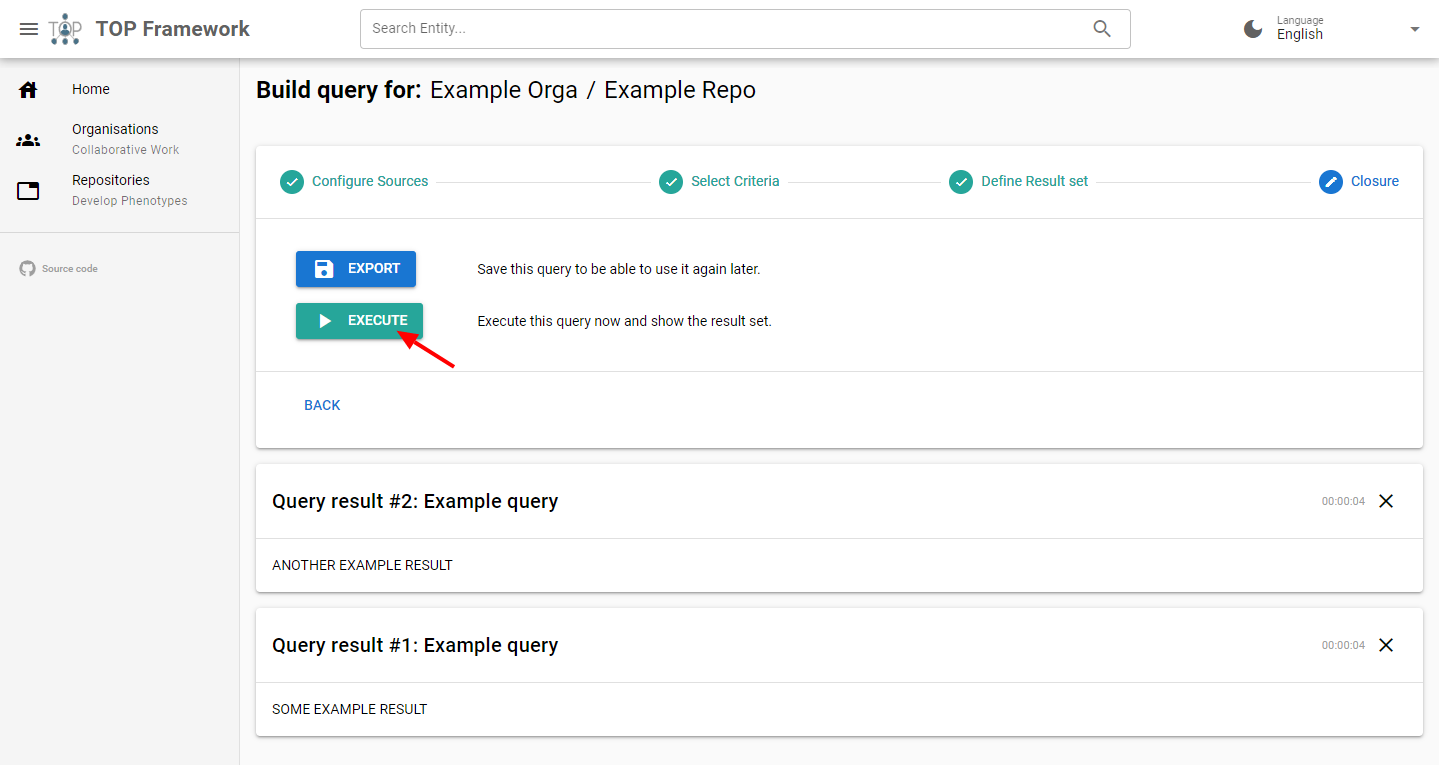 TOP
TOP Framework
Search Entity...
Language
English
Home
Organisations
Collaborative Work
Repositories
Develop Phenotypes
Source code
Build query for: Example Orga / Example Repo
Configure Sources
Select Criteria
Define Result set
Closure
EXPORT
Save this query to be able to use it again later.
EXECUTE
Execute this query now and show the result set.
BACK
Query result #2: Example query
00:00:04
ANOTHER EXAMPLE RESULT
Query result #1: Example query
00:00:04
SOME EXAMPLE RESULT